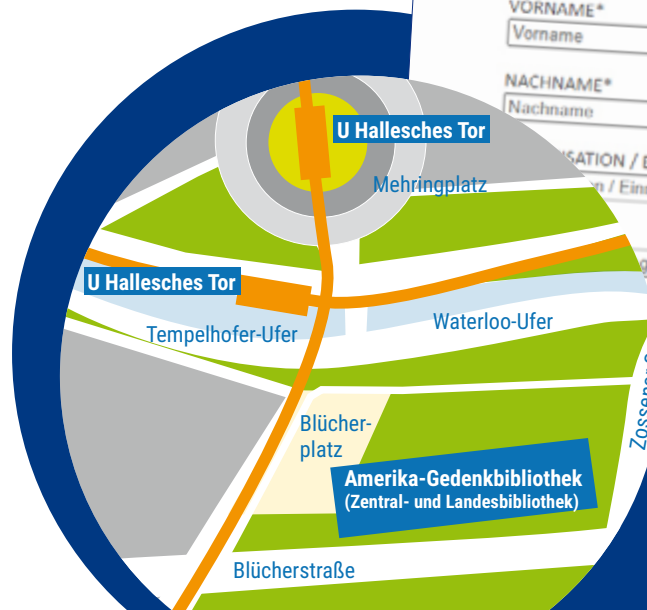 VORNAME*
Vorname
NACHNAME*
Nachname
U Hallesches Tor
Mehringplatz
U Hallesches Tor
Tempelhofer-Ufer
Waterloo-Ufer
Blücher-
platz
Amerika-Gedenkbibliothek
(Zentral- und Landesbibliothek)
Blücherstraße